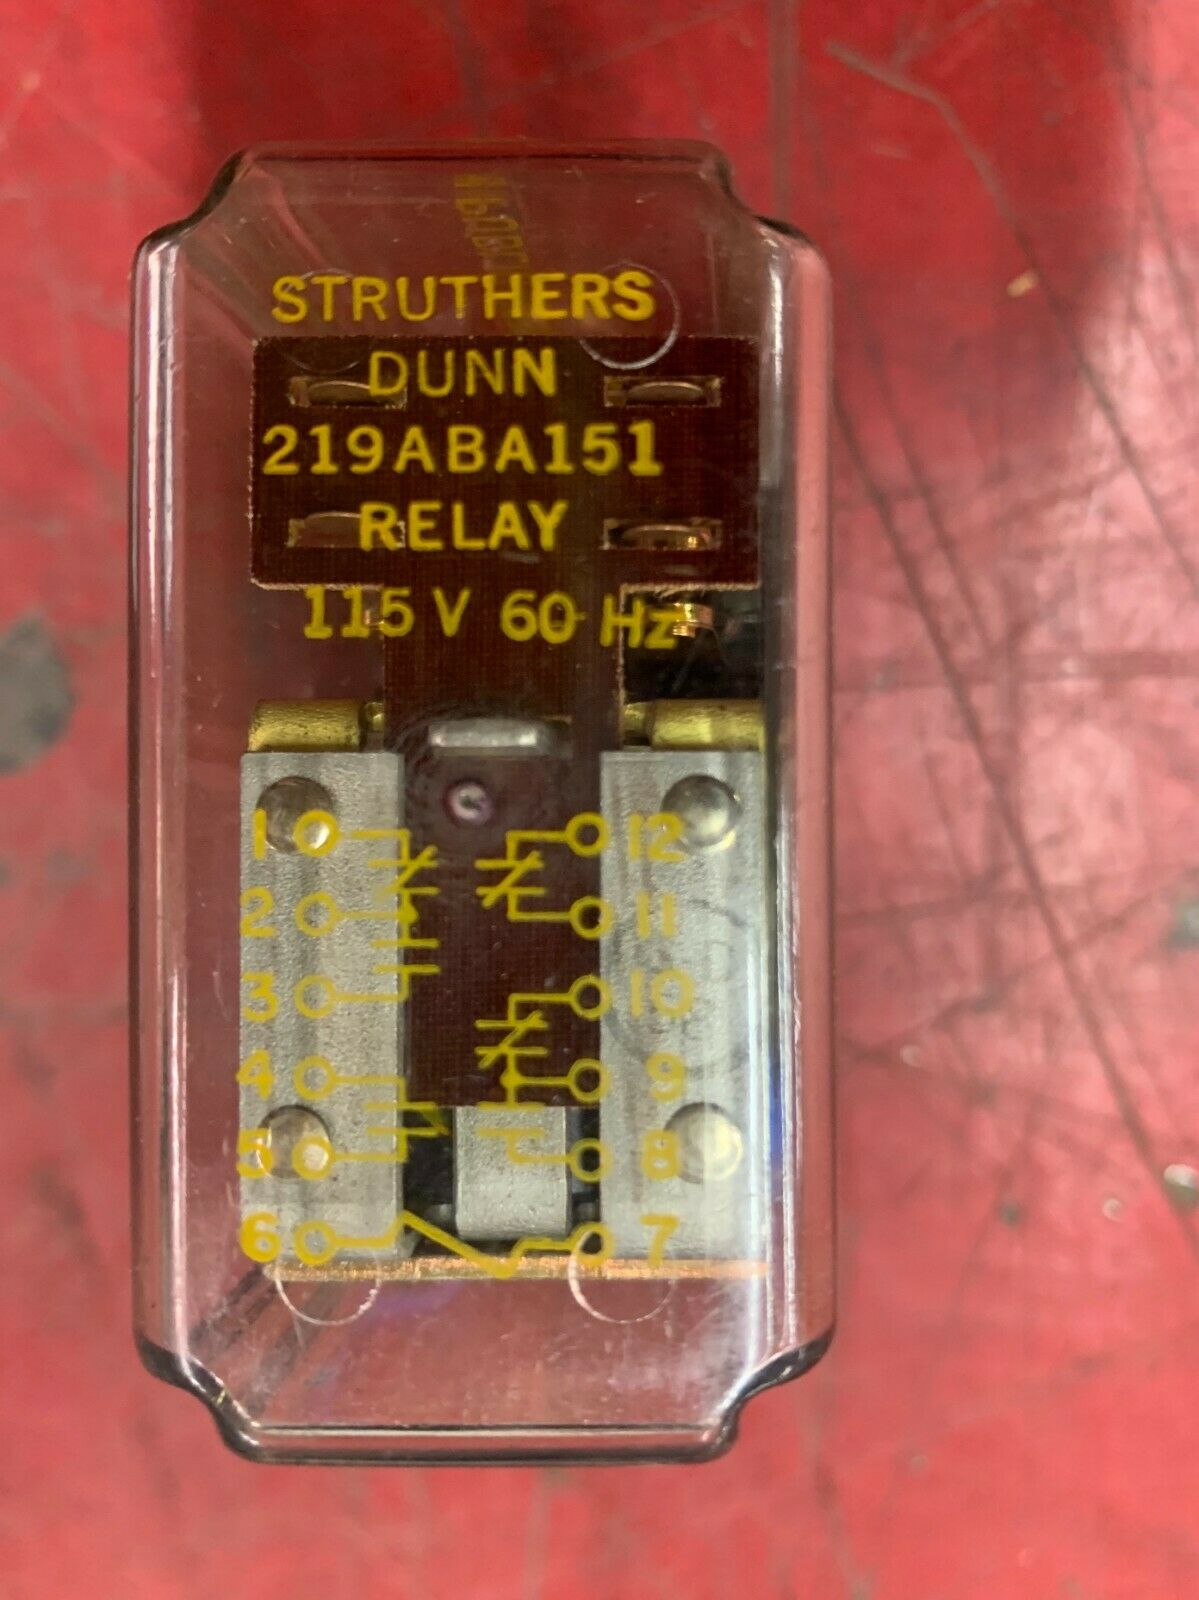 STRUTHERS
DUNN
219ABA151
RELAY
115 V 60 Hz
1 12
2 11
3 10
4 9
5 8
6 7